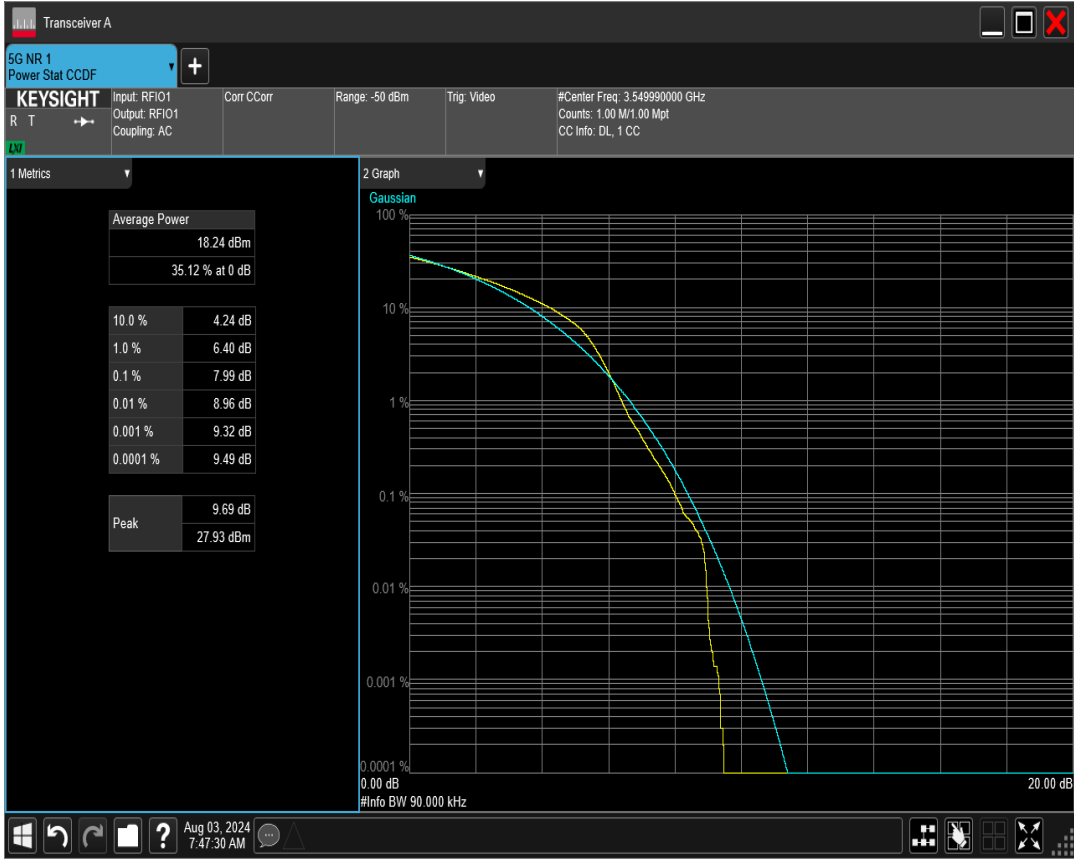 Transceiver A
5G NR 1
Power Stat CCDF
KEYSIGHT
R T
LXI
Input: RFIO1
Output: RFIO1
Coupling: AC
Corr CCorr
Range: -50 dBm
Trig: Video
#Center Freq: 3.549990000 GHz
Counts: 1.00 M/1.00 Mpt
CC Info: DL, 1 CC
1 Metrics
Average Power
18.24 dBm
35.12 % at 0 dB
10.0 % 4.24 dB
1.0 % 6.40 dB
0.1 % 7.99 dB
0.01 % 8.96 dB
0.001 % 9.32 dB
0.0001 % 9.49 dB
Peak 9.69 dB
27.93 dBm
2 Graph
Gaussian
100 %
10 %
1 %
0.1 %
0.01 %
0.001 %
0.0001 %
0.00 dB 20.00 dB
#Info BW 90.000 kHz
?
Aug 03, 2024
7:47:30 AM